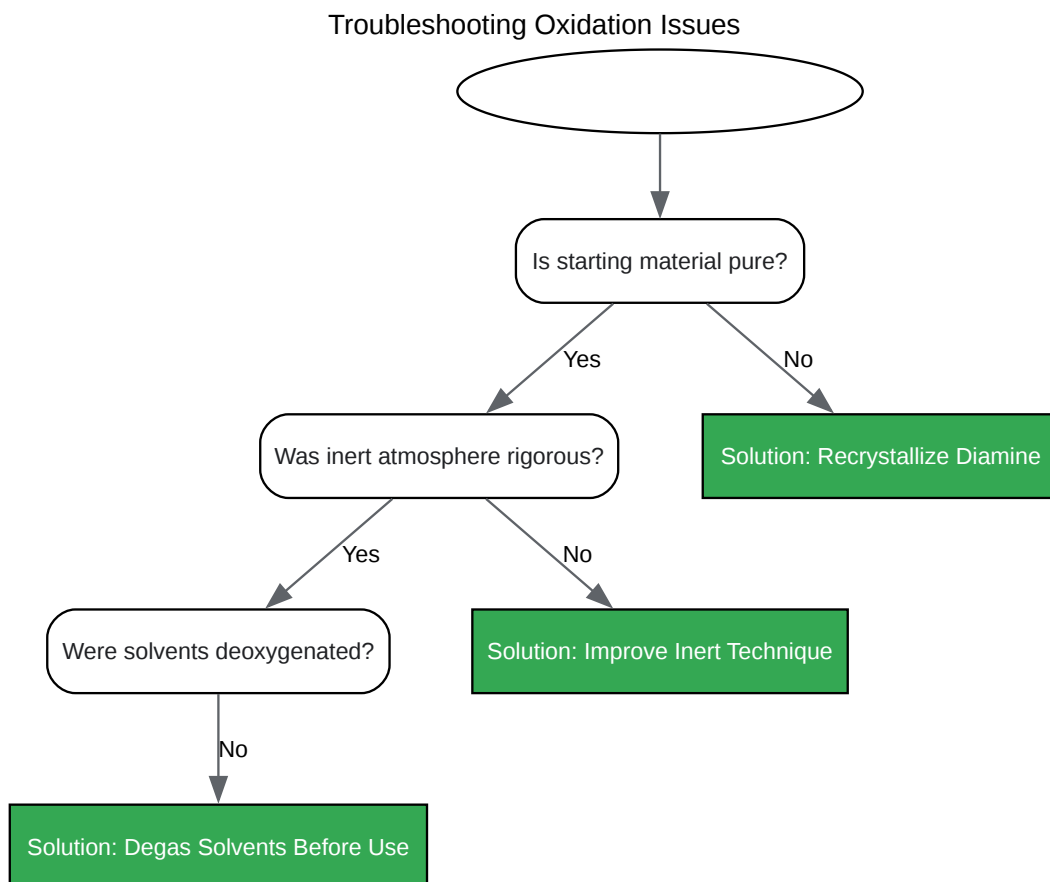 Troubleshooting Oxidation Issues
Is starting material pure?
Yes
No
Was inert atmosphere rigorous?
Solution: Recrystallize Diamine
Yes
No
Were solvents deoxygenated?
Solution: Improve Inert Technique
No
Solution: Degas Solvents Before Use